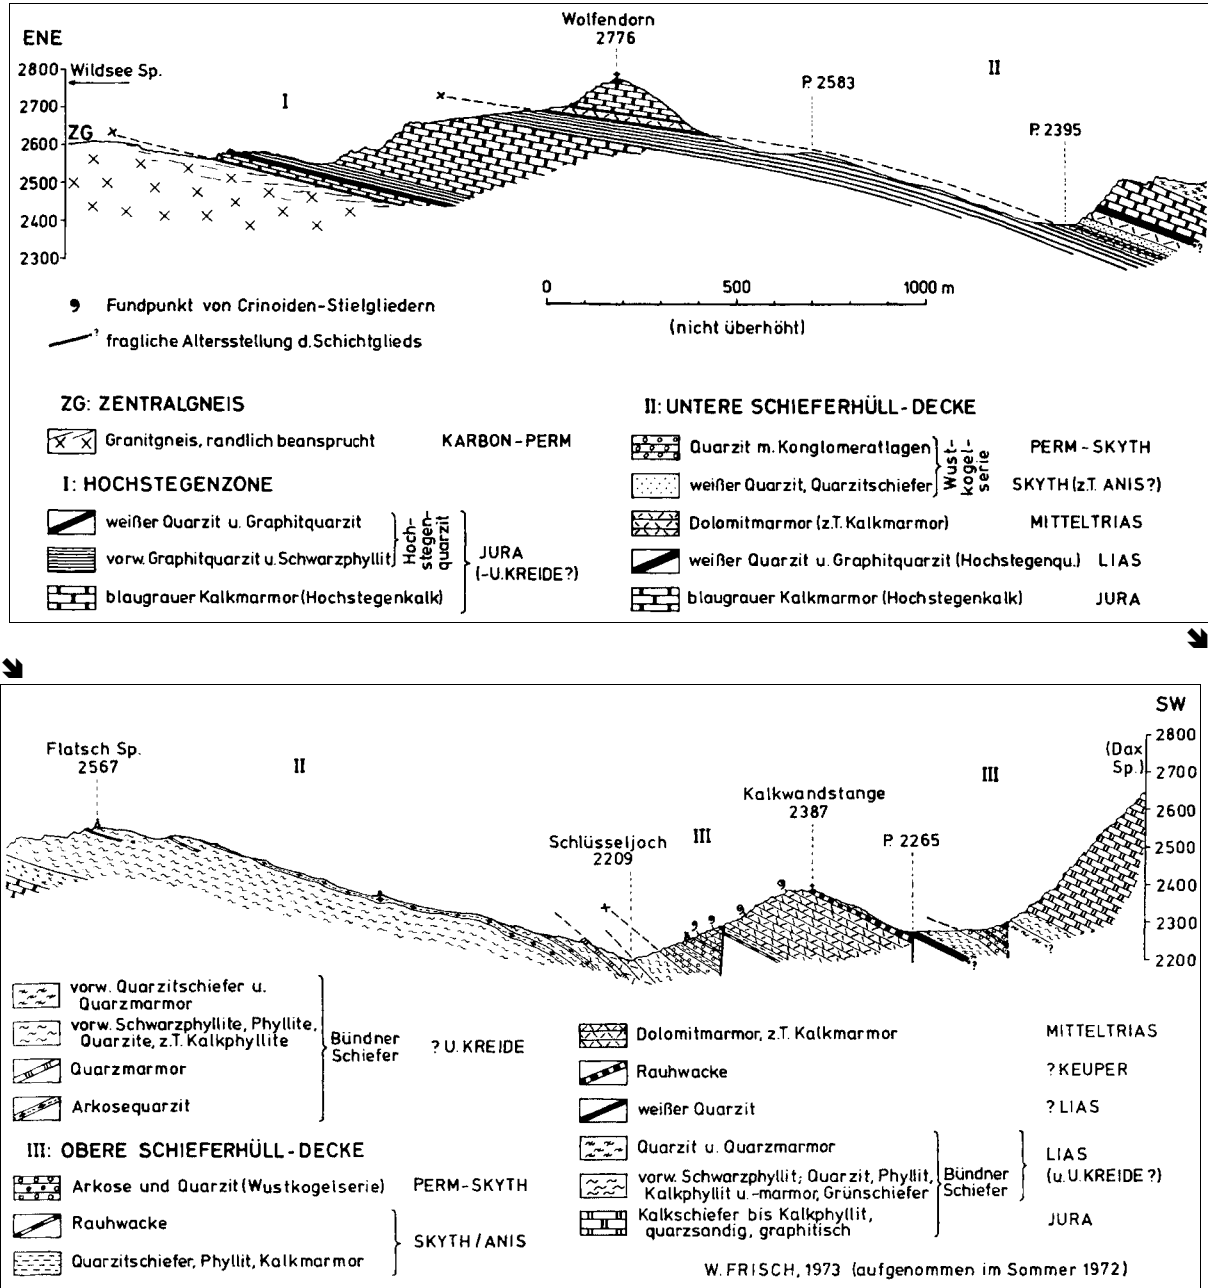 Wolfendorn
2776
ENE
2800
Wildsee Sp.
2700
2600
2500
2400
2300
ZG
I
II
P. 2583
P. 2395
?
0 500 1000 m
(nicht überhöht)
Fundpunkt von Crinoiden-Stielgliedern
? fragliche Altersstellung d. Schichtglieds
ZG: ZENTRALGNEIS
Granitgneis, randlich beansprucht KARBON-PERM
I: HOCHSTEGENZONE
weißer Quarzit u. Graphitquarzit
vorw. Graphitquarzit u. Schwarzphyllit
Hoch-
stegen-
quarzit
blaugrauer Kalkmarmor (Hochstegenkalk)
JURA
(-U.KREIDE?)
II: UNTERE SCHIEFERHÜLL-DECKE
Quarzit m. Konglomeratlagen PERM-SKYTH
weißer Quarzit, Quarzitschiefer SKYTH (z.T. ANIS?)
Wust-
kogel-
serie
Dolomitmarmor (z.T. Kalkmarmor) MITTELTRIAS
weißer Quarzit u. Graphitquarzit (Hochstegenqu.) LIAS
blaugrauer Kalkmarmor (Hochstegenkalk) JURA
SW
2800
2700
2600
2500
2400
2300
2200
(Dax
Sp.)
Flatsch Sp.
2567
II
Schlüsseljoch
2209
III
Kalkwandstange
2387
P. 2265
III
?
?
vorw. Quarzitschiefer u.
Quarzmarmor
vorw. Schwarzphyllite, Phyllite,
Quarzite, z.T. Kalkphyllite
Quarzmarmor
Arkosequarzit
Bündner
Schiefer
? U. KREIDE
III: OBERE SCHIEFERHÜLL-DECKE
Arkose und Quarzit (Wustkogelserie) PERM-SKYTH
Rauhwacke
Quarzitschiefer, Phyllit, Kalkmarmor
SKYTH/ANIS
Dolomitmarmor, z.T. Kalkmarmor MITTELTRIAS
Rauhwacke ? KEUPER
weißer Quarzit ? LIAS
Quarzit u. Quarzmarmor
vorw. Schwarzphyllit; Quarzit, Phyllit,
Kalkphyllit u.-marmor, Grünschiefer
Kalkschiefer bis Kalkphyllit,
quarzsandig, graphitisch
Bündner
Schiefer
LIAS
(u. U. KREIDE?)
JURA
W. FRISCH, 1973 (aufgenommen im Sommer 1972)